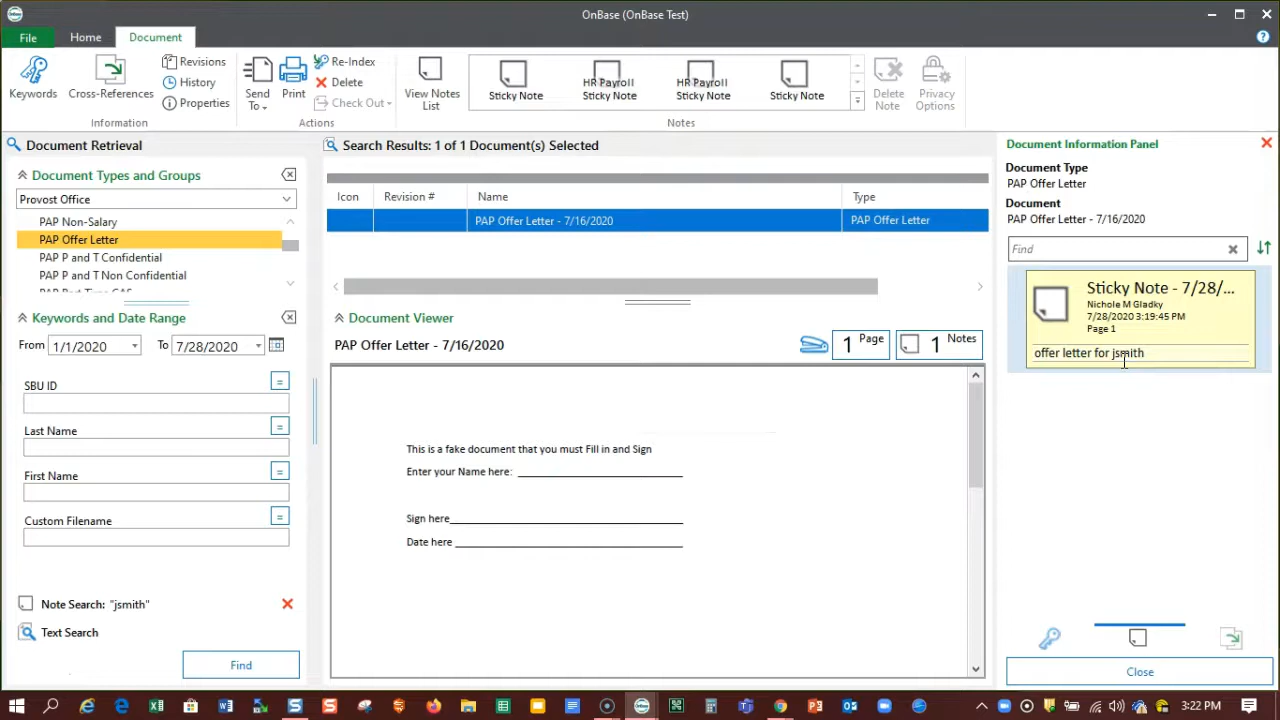 OnBase (OnBase Test)
File
Home
Document
Keywords
Cross-References
Revisions
History
Properties
Information
Send To
Print
Re-Index
Delete
Check Out
Actions
View Notes List
Sticky Note
HR Payroll Sticky Note
HR Payroll Sticky Note
Sticky Note
Delete Note
Privacy Options
Notes
Document Retrieval
Document Types and Groups
Provost Office
PAP Non-Salary
PAP Offer Letter
PAP P and T Confidential
PAP P and T Non Confidential
Keywords and Date Range
From 1/1/2020 To 7/28/2020
SBU ID
=
Last Name
=
First Name
=
Custom Filename
=
Note Search: "jsmith"
Text Search
Find
Search Results: 1 of 1 Document(s) Selected
Icon Revision # Name Type
PAP Offer Letter - 7/16/2020 PAP Offer Letter
Document Viewer
PAP Offer Letter - 7/16/2020
1 Page
1 Notes
This is a fake document that you must Fill in and Sign
Enter your Name here:
Sign here
Date here
Document Information Panel
Document Type
PAP Offer Letter
Document
PAP Offer Letter - 7/16/2020
Find
Sticky Note - 7/28/...
Nichole M Gladky
7/28/2020 3:19:45 PM
Page 1
offer letter for jsmith
Close
3:22 PM